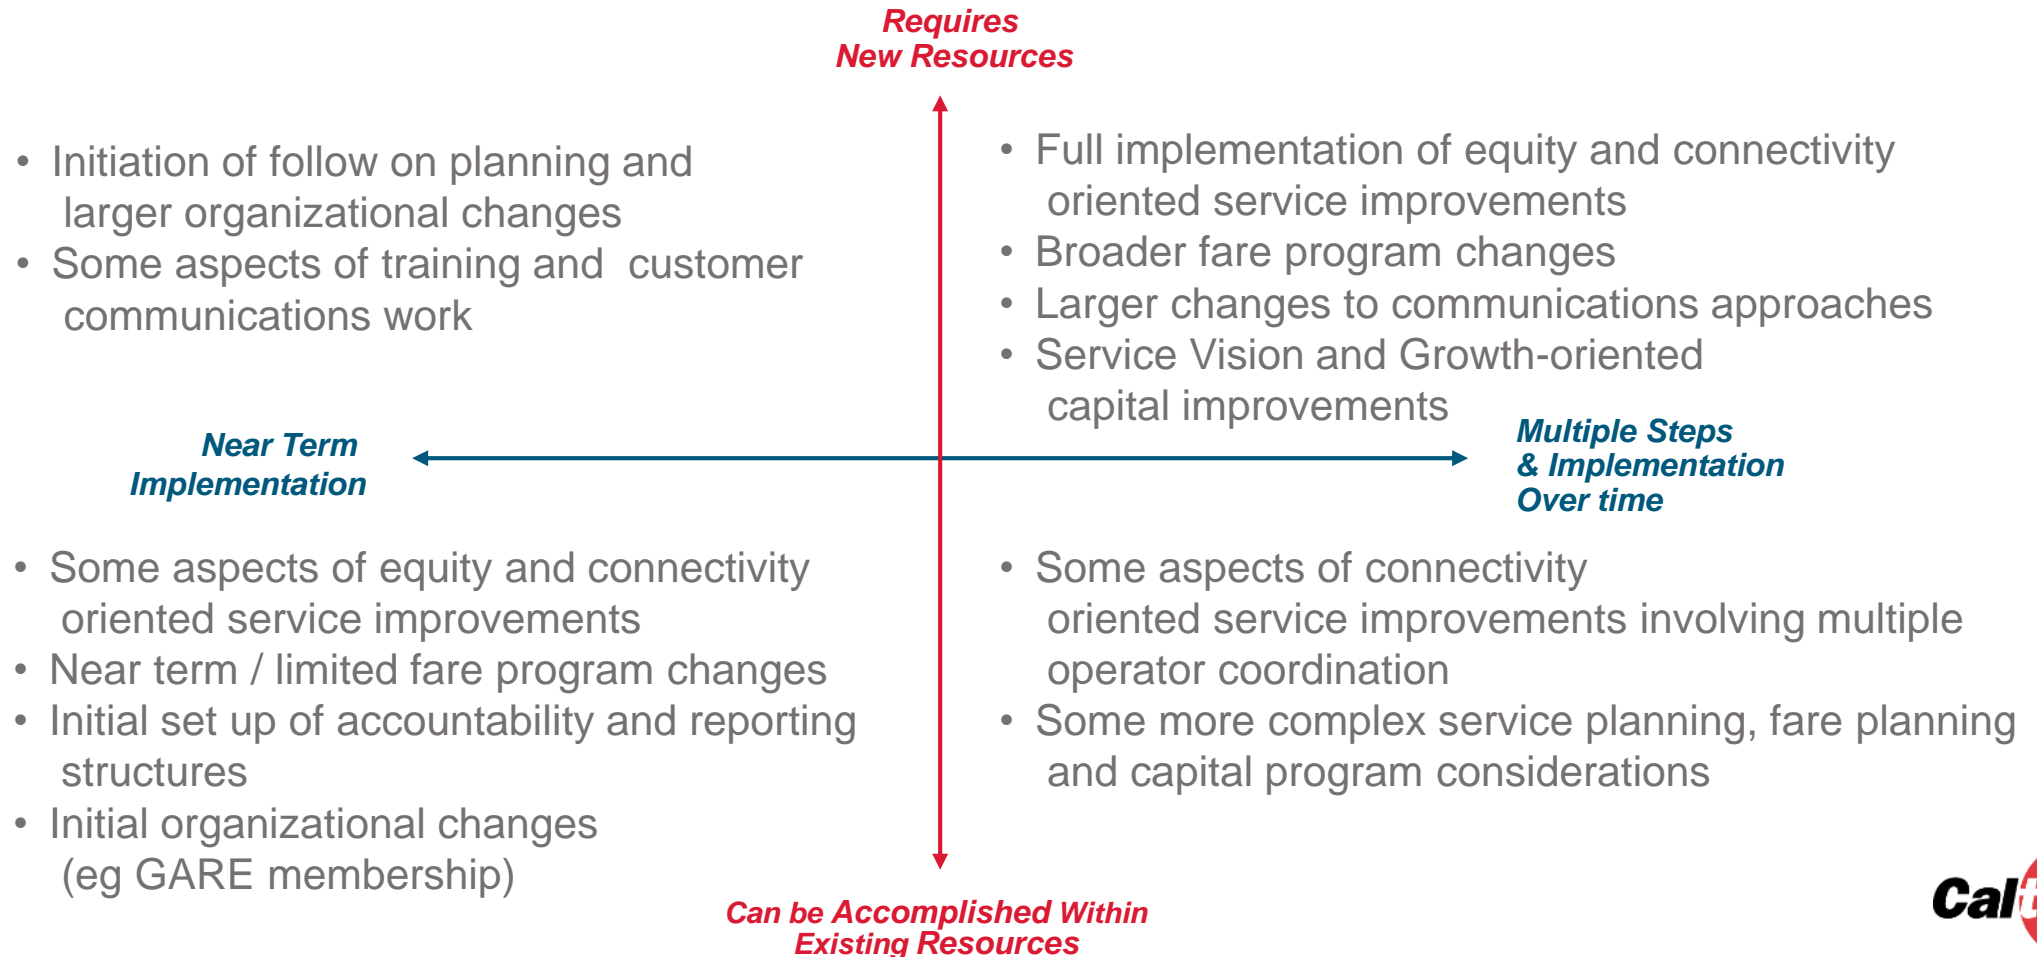 Requires
New Resources
• Initiation of follow on planning and
larger organizational changes
• Some aspects of training and customer
communications work
• Full implementation of equity and connectivity
oriented service improvements
• Broader fare program changes
• Larger changes to communications approaches
• Service Vision and Growth-oriented
capital improvements
Near Term
Implementation
Multiple Steps
& Implementation
Over time
• Some aspects of equity and connectivity
oriented service improvements
• Near term / limited fare program changes
• Initial set up of accountability and reporting
structures
• Initial organizational changes
(eg GARE membership)
• Some aspects of connectivity
oriented service improvements involving multiple
operator coordination
• Some more complex service planning, fare planning
and capital program considerations
Can be Accomplished Within
Existing Resources
Calt